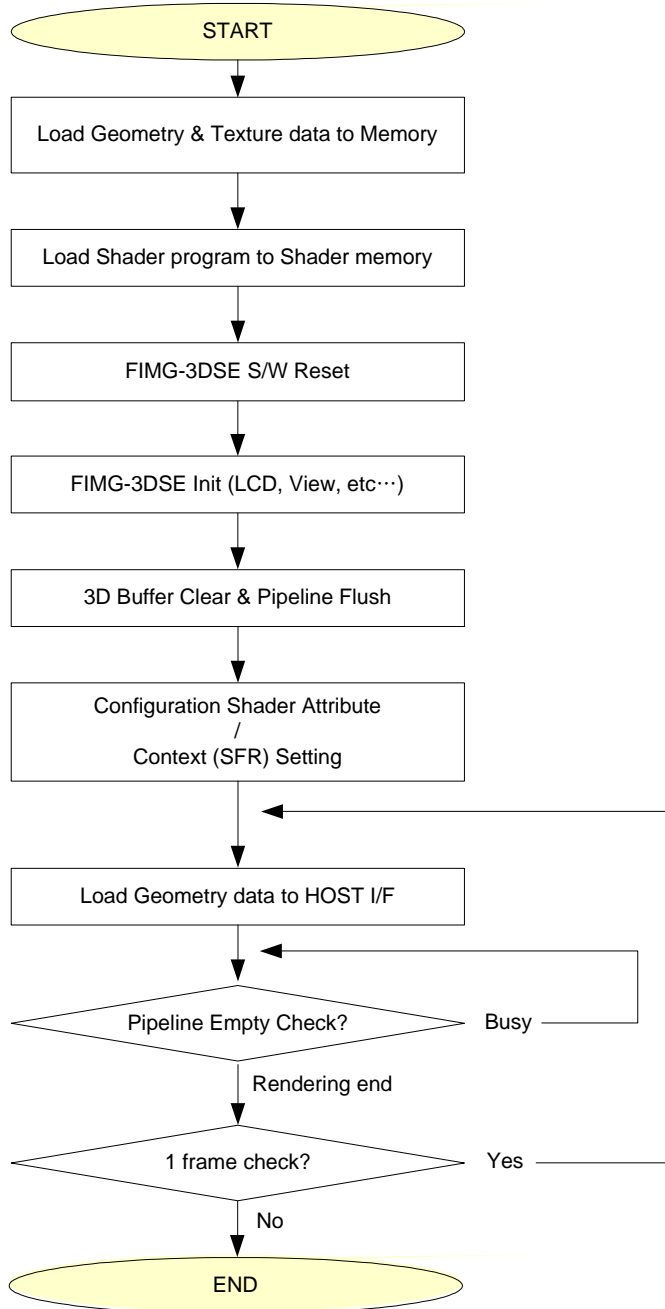 START
Load Geometry & Texture data to Memory
Load Shader program to Shader memory
FIMG-3DSE S/W Reset
FIMG-3DSE Init (LCD, View, etc⋯)
3D Buffer Clear & Pipeline Flush
Configuration Shader Attribute
/
Context (SFR) Setting
Load Geometry data to HOST I/F
Pipeline Empty Check?
Busy
Rendering end
1 frame check?
Yes
No
END